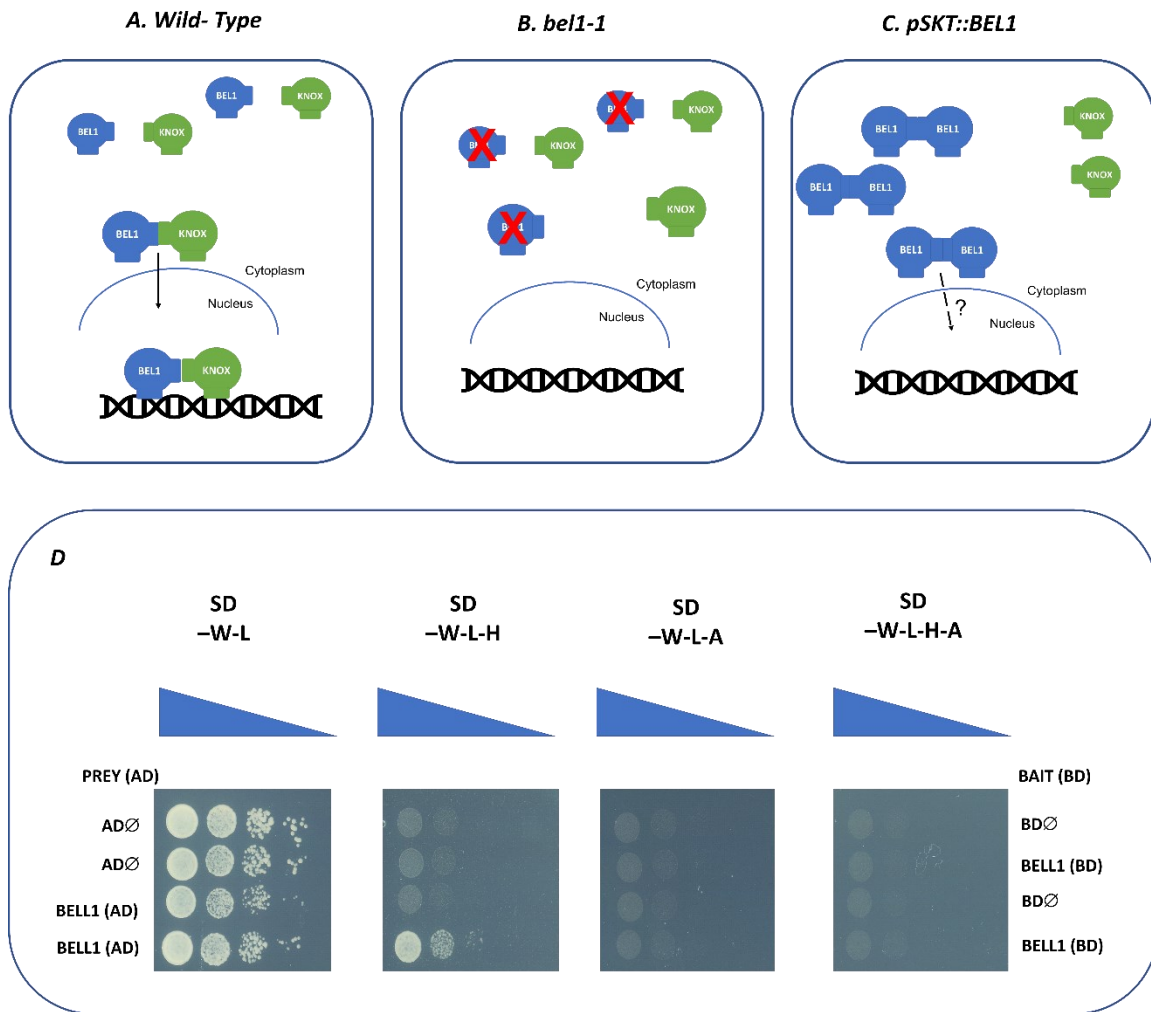 A. Wild- Type
B. bel1-1
C. pSKT::BEL1
BEL1
BEL1
KNOX
KNOX
BEL1
KNOX
Cytoplasm
Nucleus
BEL1
KNOX
KNOX
KNOX
KNOX
Cytoplasm
Nucleus
BEL1
BEL1
BEL1
BEL1
BEL1
BEL1
KNOX
KNOX
?
Cytoplasm
Nucleus
D
SD
–W-L
SD
–W-L-H
SD
–W-L-A
SD
–W-L-H-A
PREY (AD)
BAIT (BD)
AD∅
BD∅
AD∅
BELL1 (BD)
BELL1 (AD)
BD∅
BELL1 (AD)
BELL1 (BD)